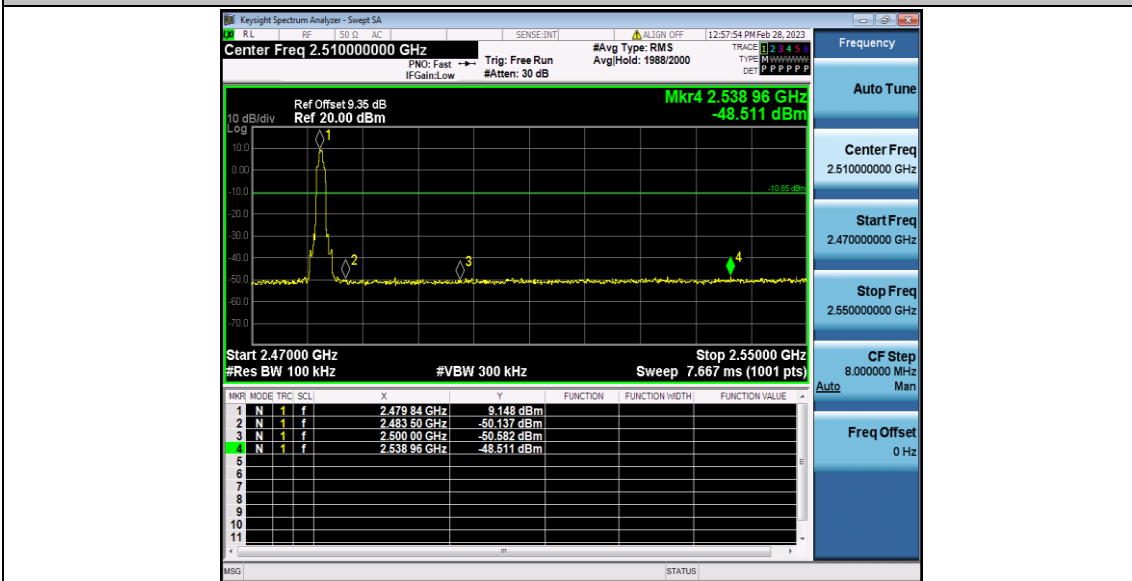 Keysight Spectrum Analyzer - Swept SA
LXI RL RF 50 Ω AC SENSE:INT ALIGN OFF 12:57:54 PM Feb 28, 2023
Center Freq 2.510000000 GHz
PNO: Fast
IFGain:Low
Trig: Free Run
#Atten: 30 dB
#Avg Type: RMS
Avg|Hold: 1988/2000
TRACE 1 2 3 4 5 6
TYPE M WWWWW
DET P P P P P P
Mkr4 2.538 96 GHz
-48.511 dBm
Ref Offset 9.35 dB
10 dB/div Ref 20.00 dBm
Log
10.0
0.00
-10.0
-20.0
-30.0
-40.0
-50.0
-60.0
-70.0
1
2
3
4
-10.85 dBm
Start 2.47000 GHz Stop 2.55000 GHz
#Res BW 100 kHz #VBW 300 kHz Sweep 7.667 ms (1001 pts)
MKR MODE TRC SCL X Y FUNCTION FUNCTION WIDTH FUNCTION VALUE
1 N 1 f 2.479 84 GHz 9.148 dBm
2 N 1 f 2.483 50 GHz -50.137 dBm
3 N 1 f 2.500 00 GHz -50.582 dBm
4 N 1 f 2.538 96 GHz -48.511 dBm
5
6
7
8
9
10
11
MSG STATUS
Frequency
Auto Tune
Center Freq
2.510000000 GHz
Start Freq
2.470000000 GHz
Stop Freq
2.550000000 GHz
CF Step
8.000000 MHz
Auto Man
Freq Offset
0 Hz